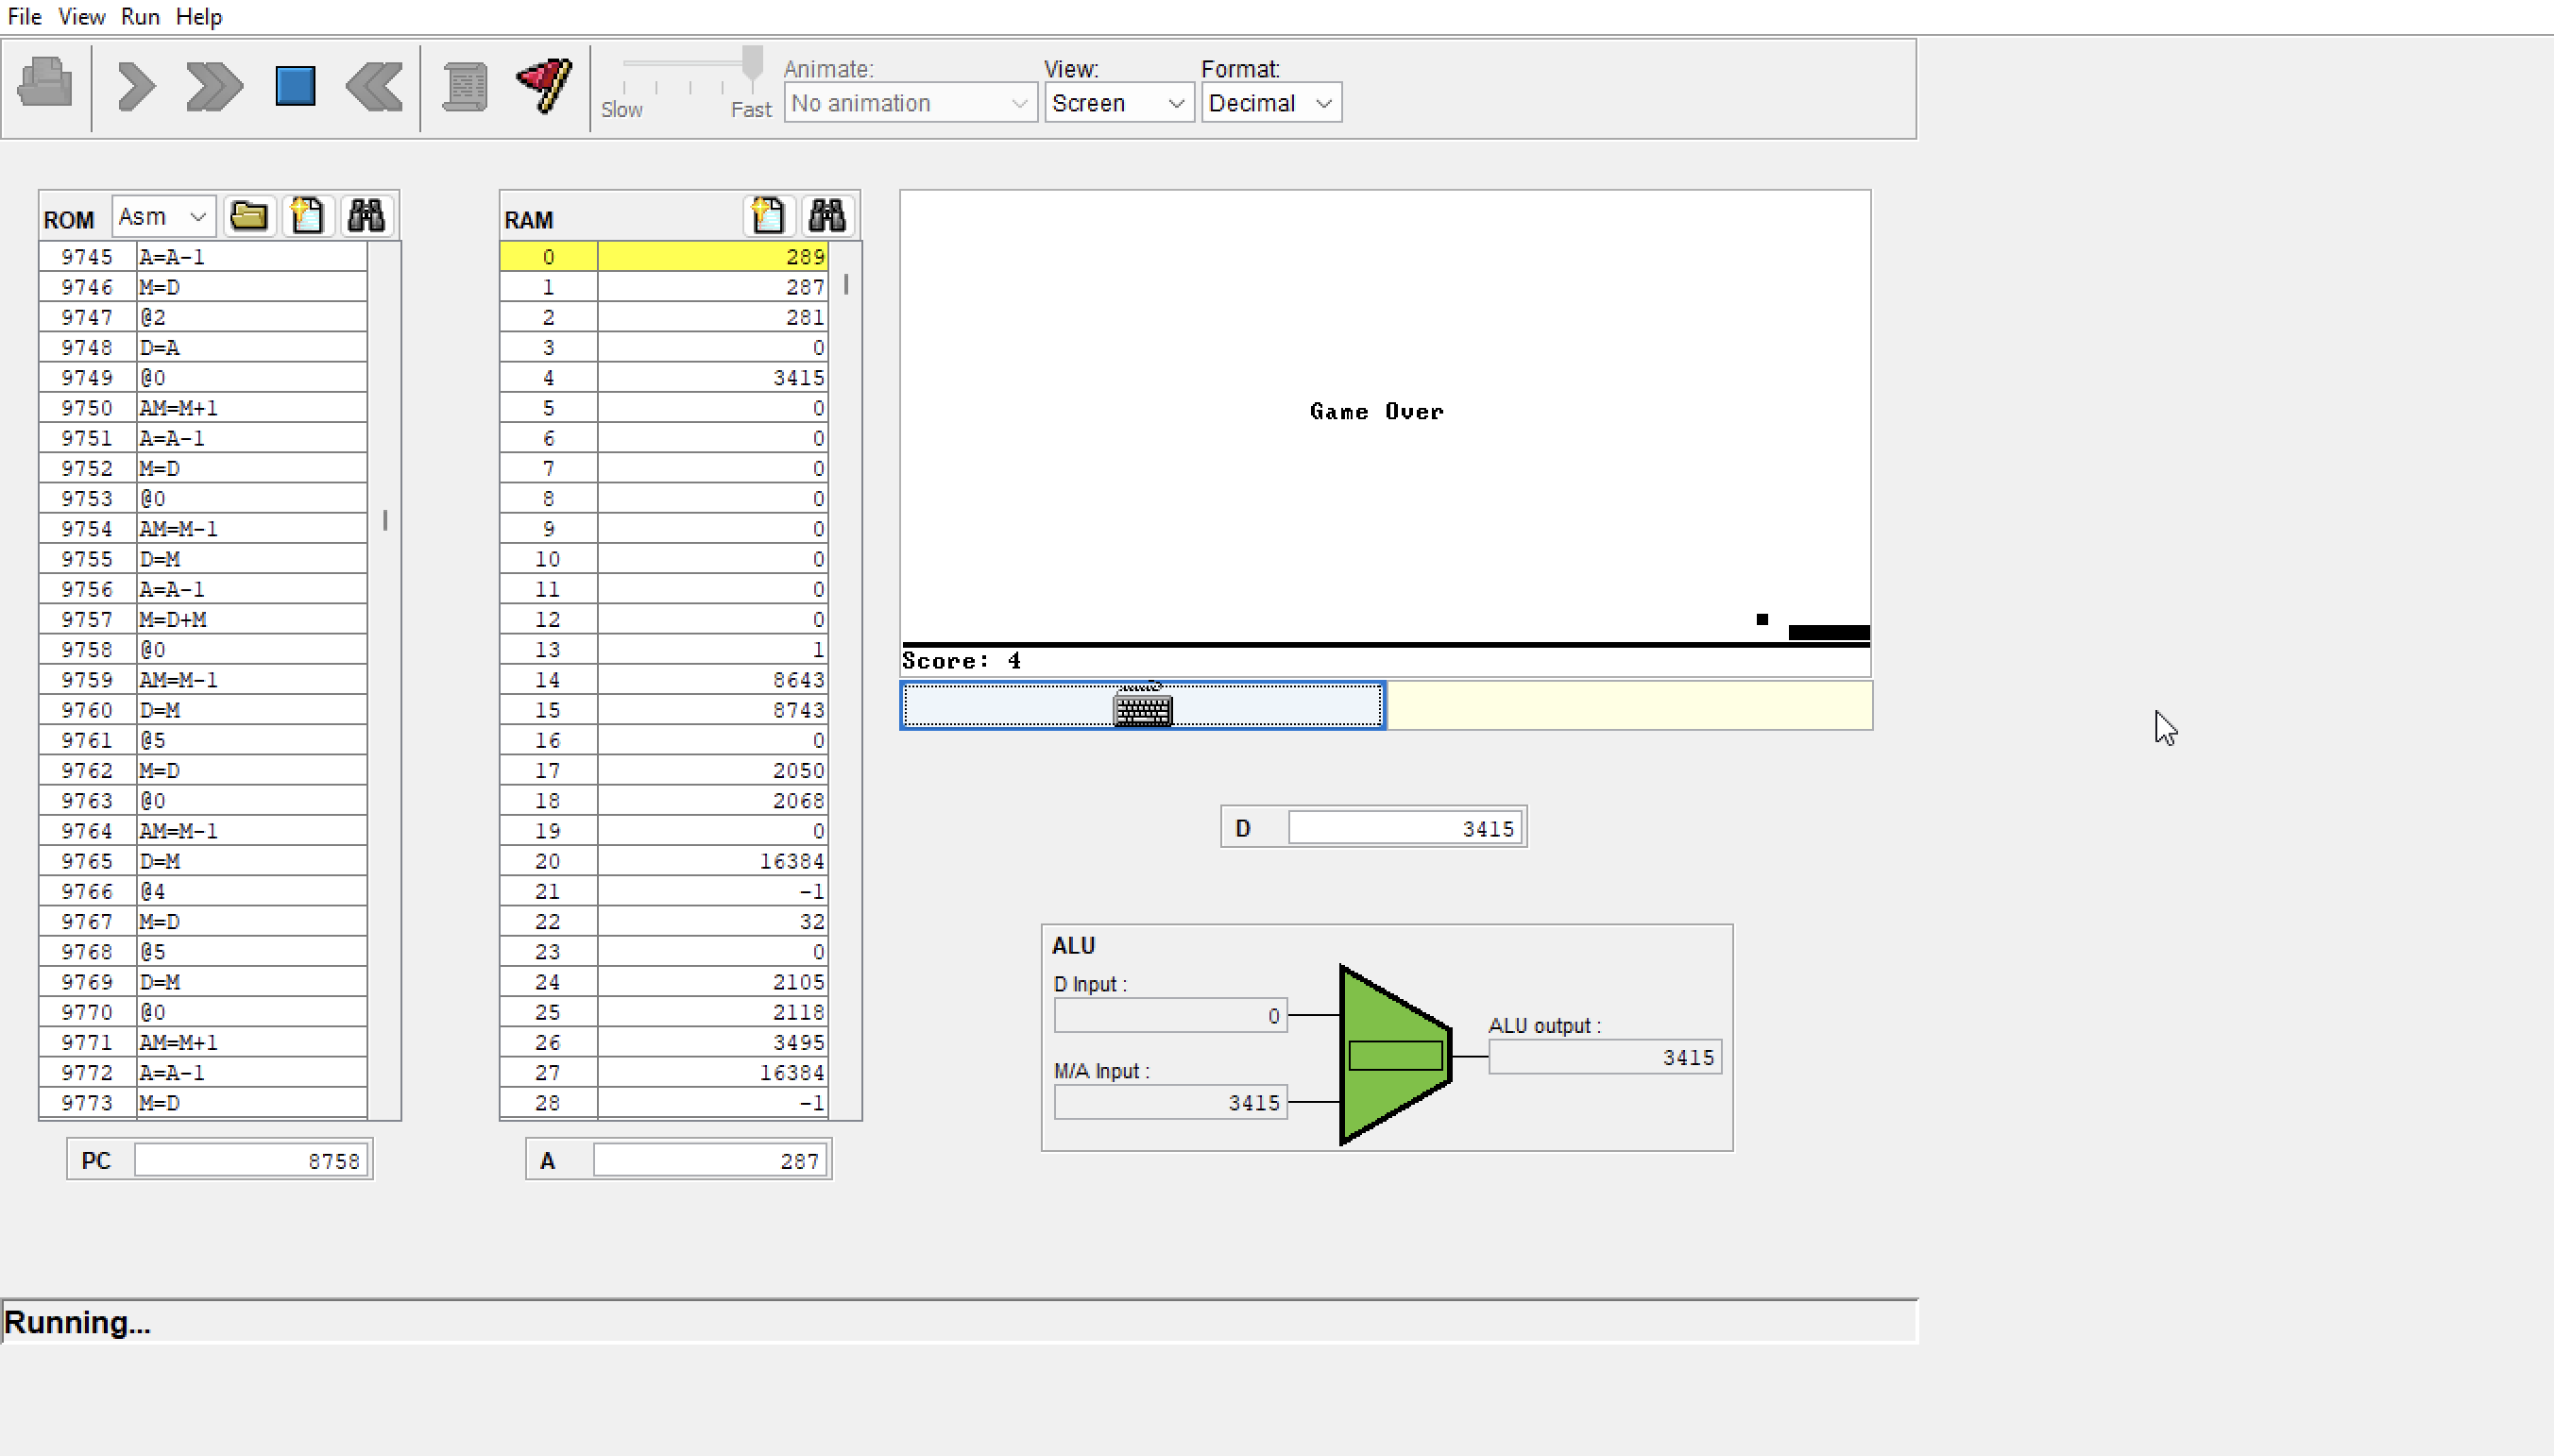 File View Run Help
Slow Fast
Animate:
No animation
View:
Screen
Format:
Decimal
ROM Asm
9745 A=A-1
9746 M=D
9747 @2
9748 D=A
9749 @0
9750 AM=M+1
9751 A=A-1
9752 M=D
9753 @0
9754 AM=M-1
9755 D=M
9756 A=A-1
9757 M=D+M
9758 @0
9759 AM=M-1
9760 D=M
9761 @5
9762 M=D
9763 @0
9764 AM=M-1
9765 D=M
9766 @4
9767 M=D
9768 @5
9769 D=M
9770 @0
9771 AM=M+1
9772 A=A-1
9773 M=D
PC 8758
RAM
0 289
1 287
2 281
3 0
4 3415
5 0
6 0
7 0
8 0
9 0
10 0
11 0
12 0
13 1
14 8643
15 8743
16 0
17 2050
18 2068
19 0
20 16384
21 -1
22 32
23 0
24 2105
25 2118
26 3495
27 16384
28 -1
A 287
Game Over
Score: 4
D 3415
ALU
D Input :
0
M/A Input :
3415
ALU output :
3415
Running...